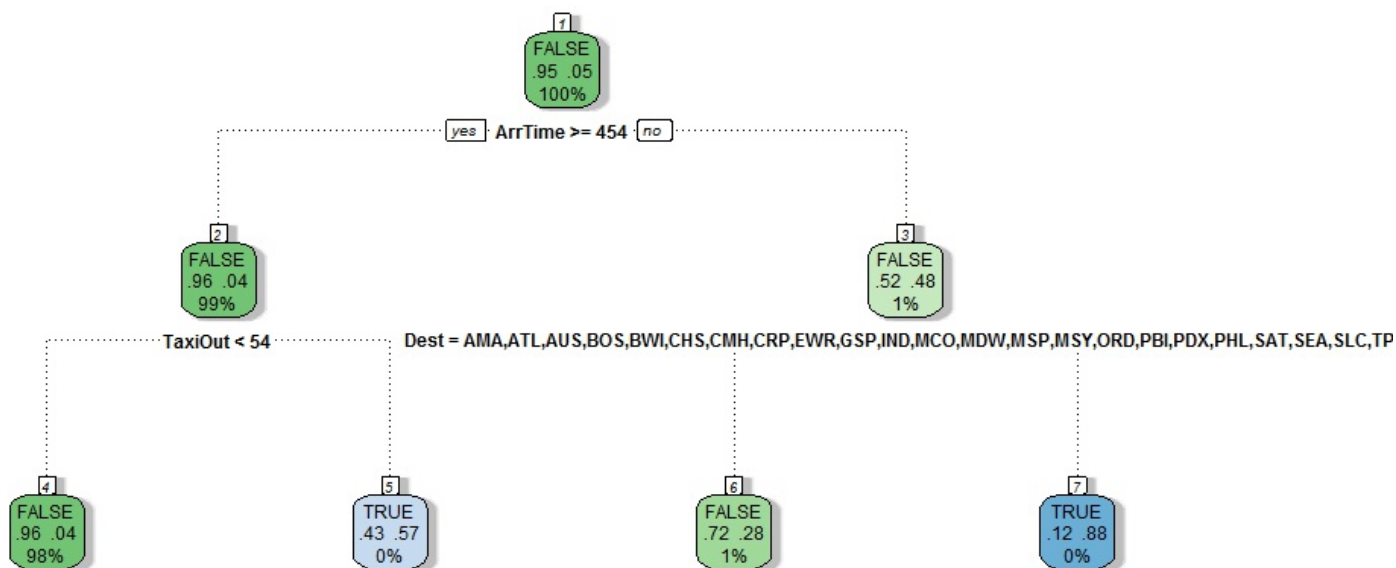 1
FALSE
.95 .05
100%
yes ArrTime >= 454 no
2
FALSE
.96 .04
99%
3
FALSE
.52 .48
1%
TaxiOut < 54
Dest = AMA,ATL,AUS,BOS,BWI,CHS,CMH,CRP,EWR,GSP,IND,MCO,MDW,MSP,MSY,ORD,PBI,PDX,PHL,SAT,SEA,SLC,TP
4
FALSE
.96 .04
98%
5
TRUE
.43 .57
0%
6
FALSE
.72 .28
1%
7
TRUE
.12 .88
0%